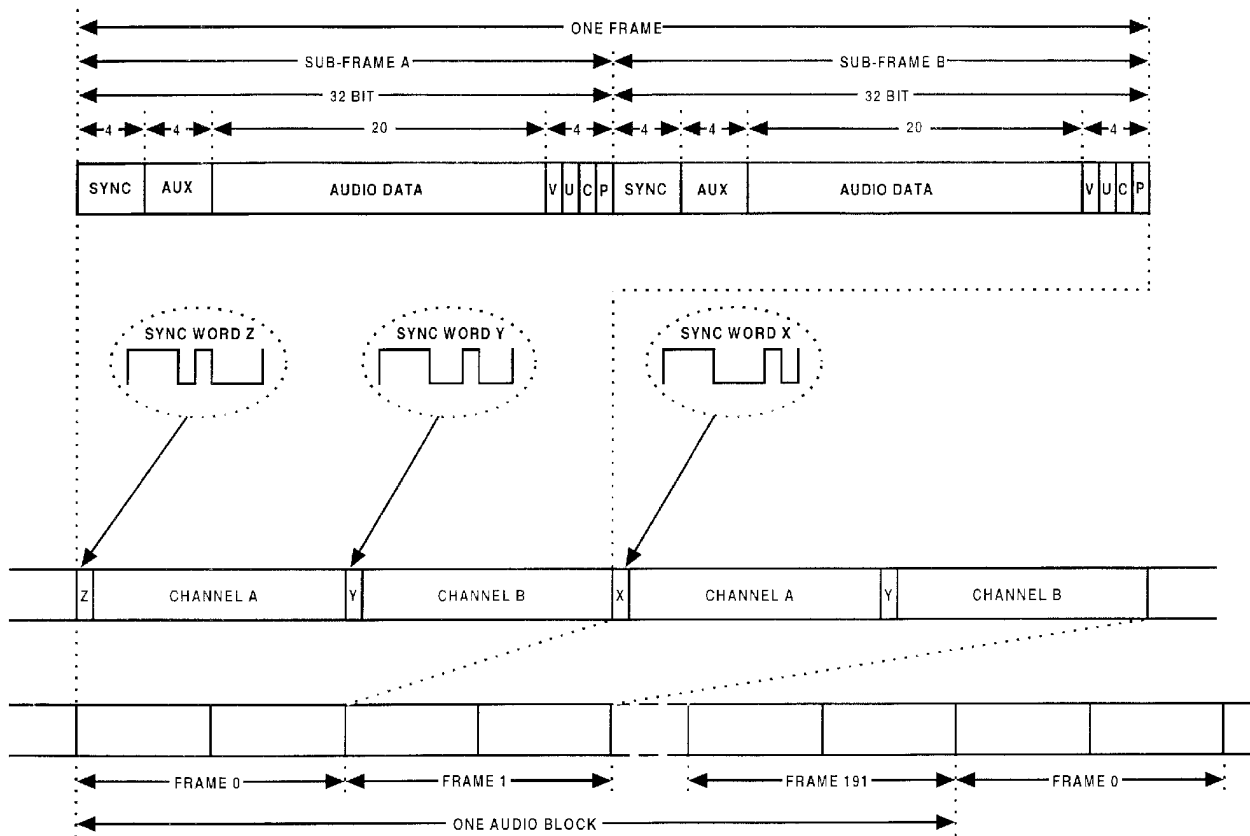 ONE FRAME
SUB-FRAME A SUB-FRAME B
32 BIT 32 BIT
4 4 20 4 4 4 20 4
SYNC AUX AUDIO DATA V U C P SYNC AUX AUDIO DATA V U C P
SYNC WORD Z SYNC WORD Y SYNC WORD X
Z CHANNEL A Y CHANNEL B X CHANNEL A Y CHANNEL B
FRAME 0 FRAME 1 FRAME 191 FRAME 0
ONE AUDIO BLOCK